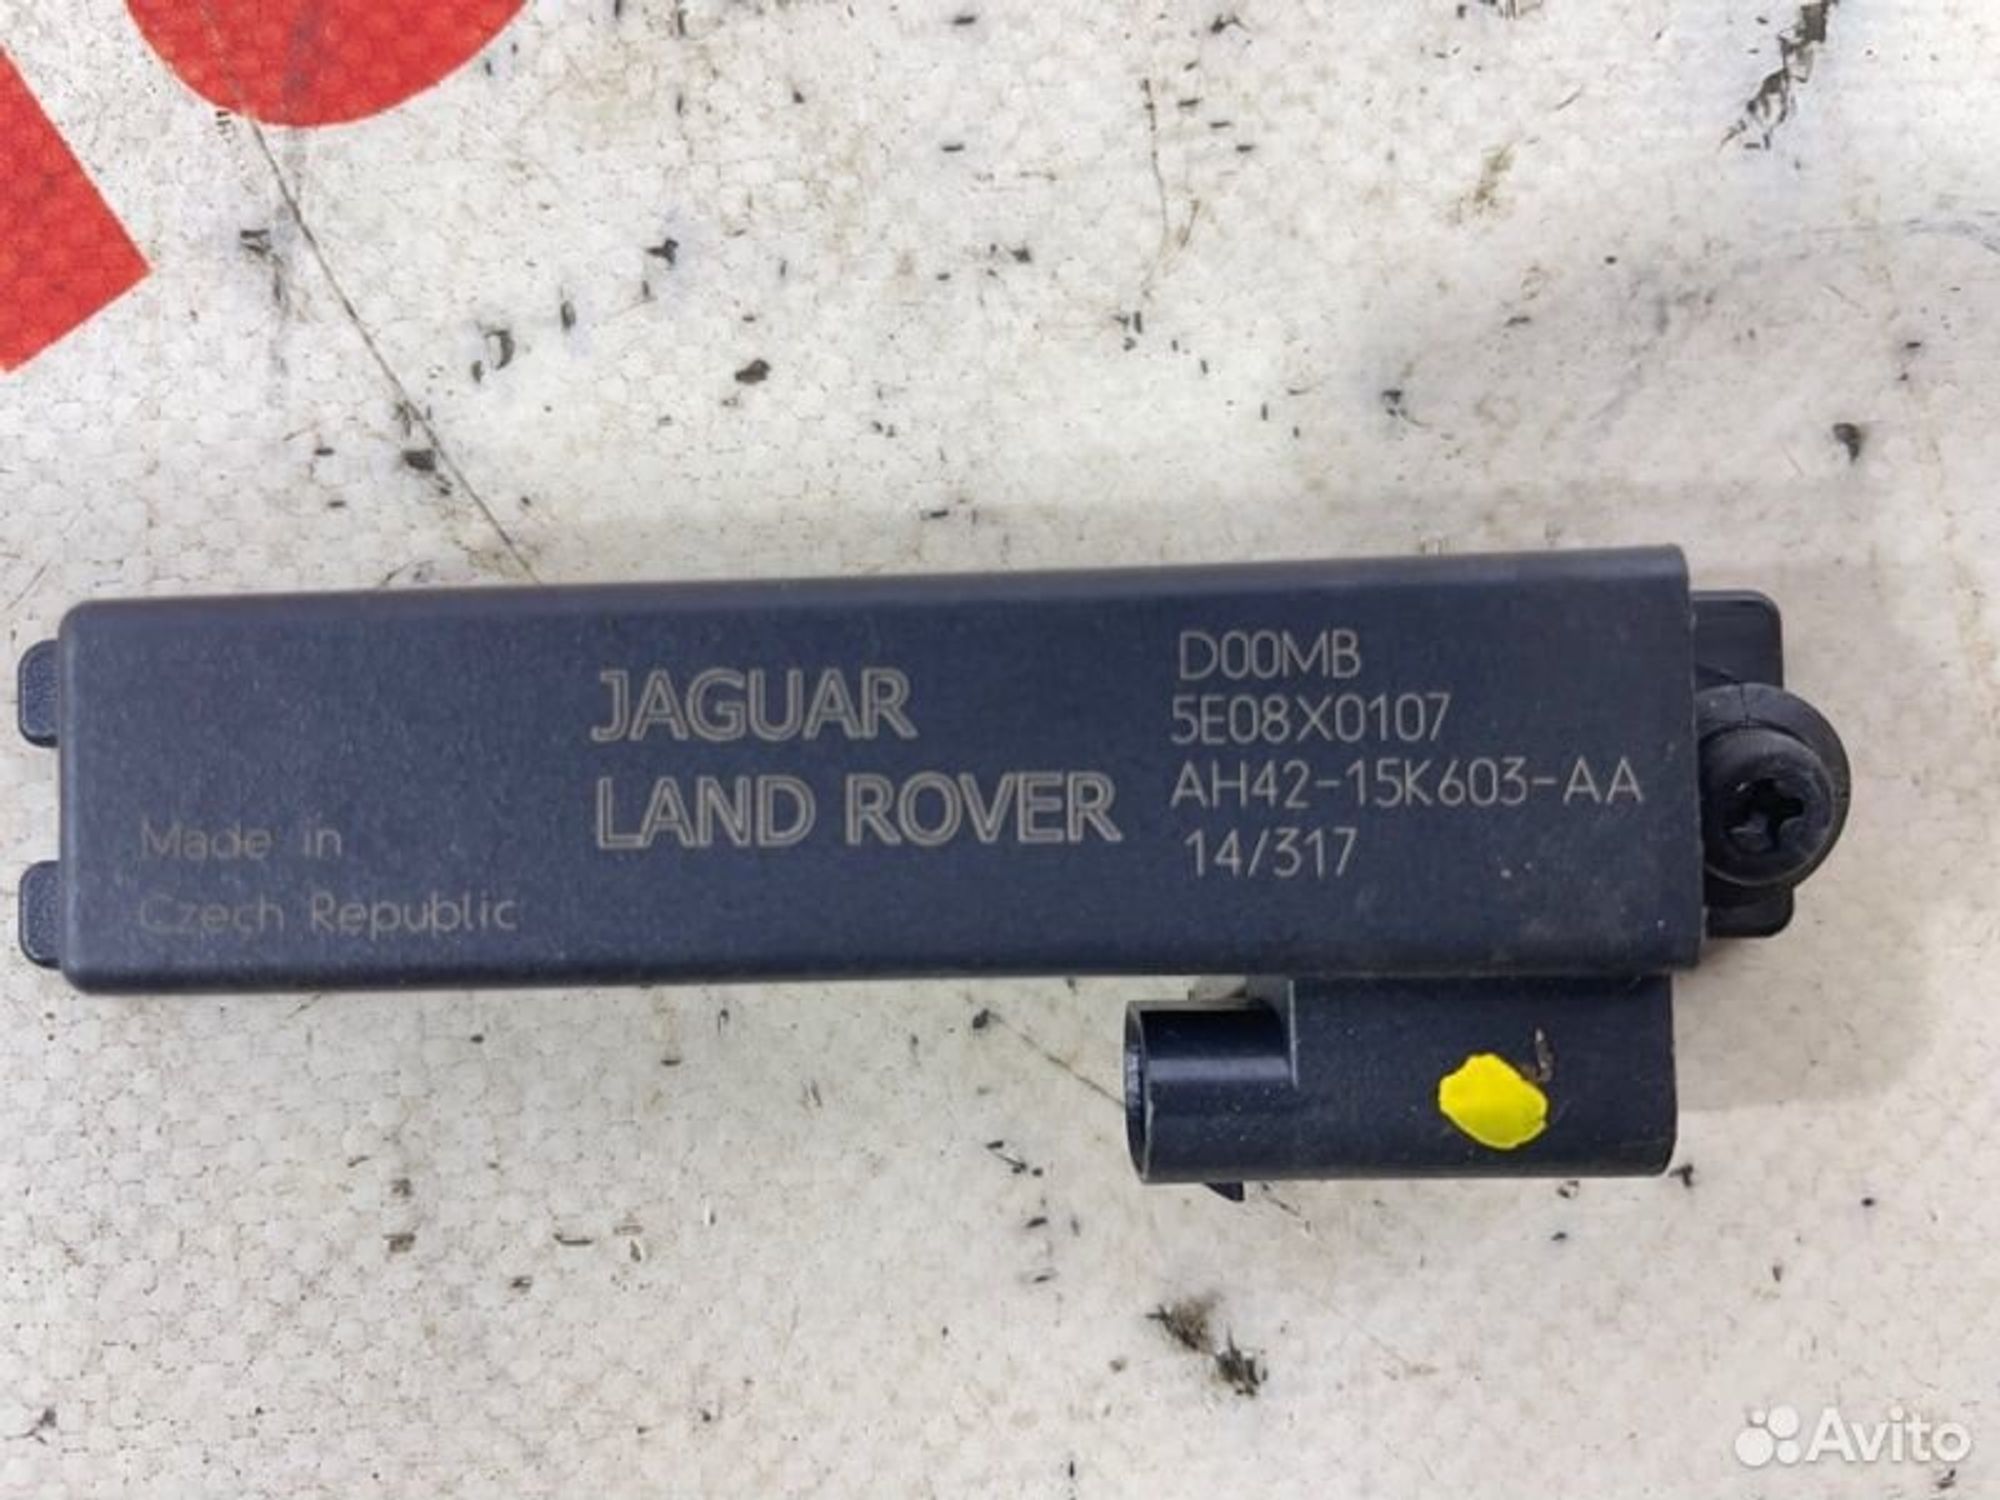 JAGUAR
LAND ROVER
D00MB
5E08X0107
AH42-15K603-AA
14/317
Made in
Czech Republic
Avito